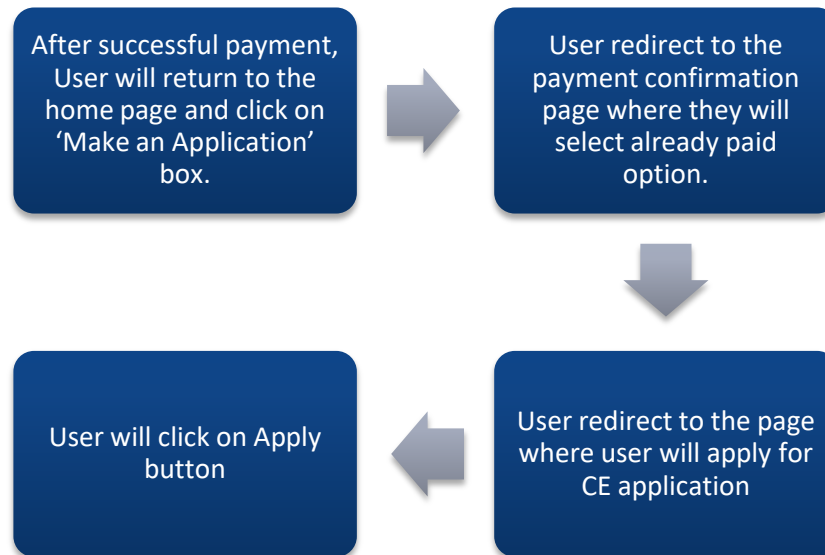 After successful payment,
User will return to the
home page and click on
‘Make an Application’
box.
User redirect to the
payment confirmation
page where they will
select already paid
option.
User redirect to the page
where user will apply for
CE application
User will click on Apply
button